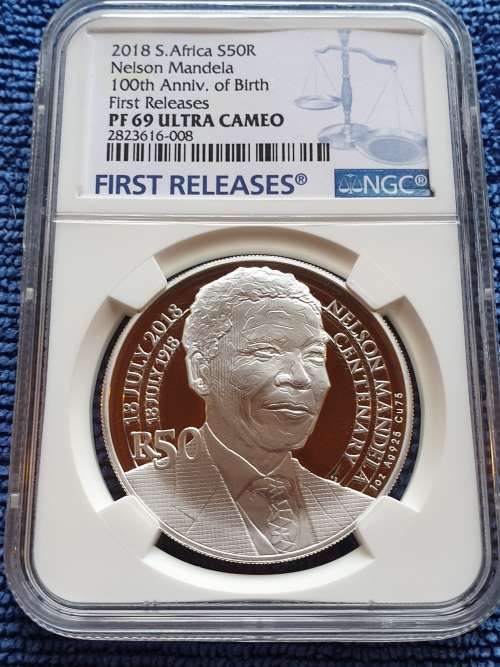 2018 S.Africa S50R
Nelson Mandela
100th Anniv. of Birth
First Releases
PF 69 ULTRA CAMEO
2823616-008
FIRST RELEASES®
NGC®
18 JULY 2018
18 JULY 1918
R50
NELSON MANDELA
CENTENARY
1oz Ag925 Cu75